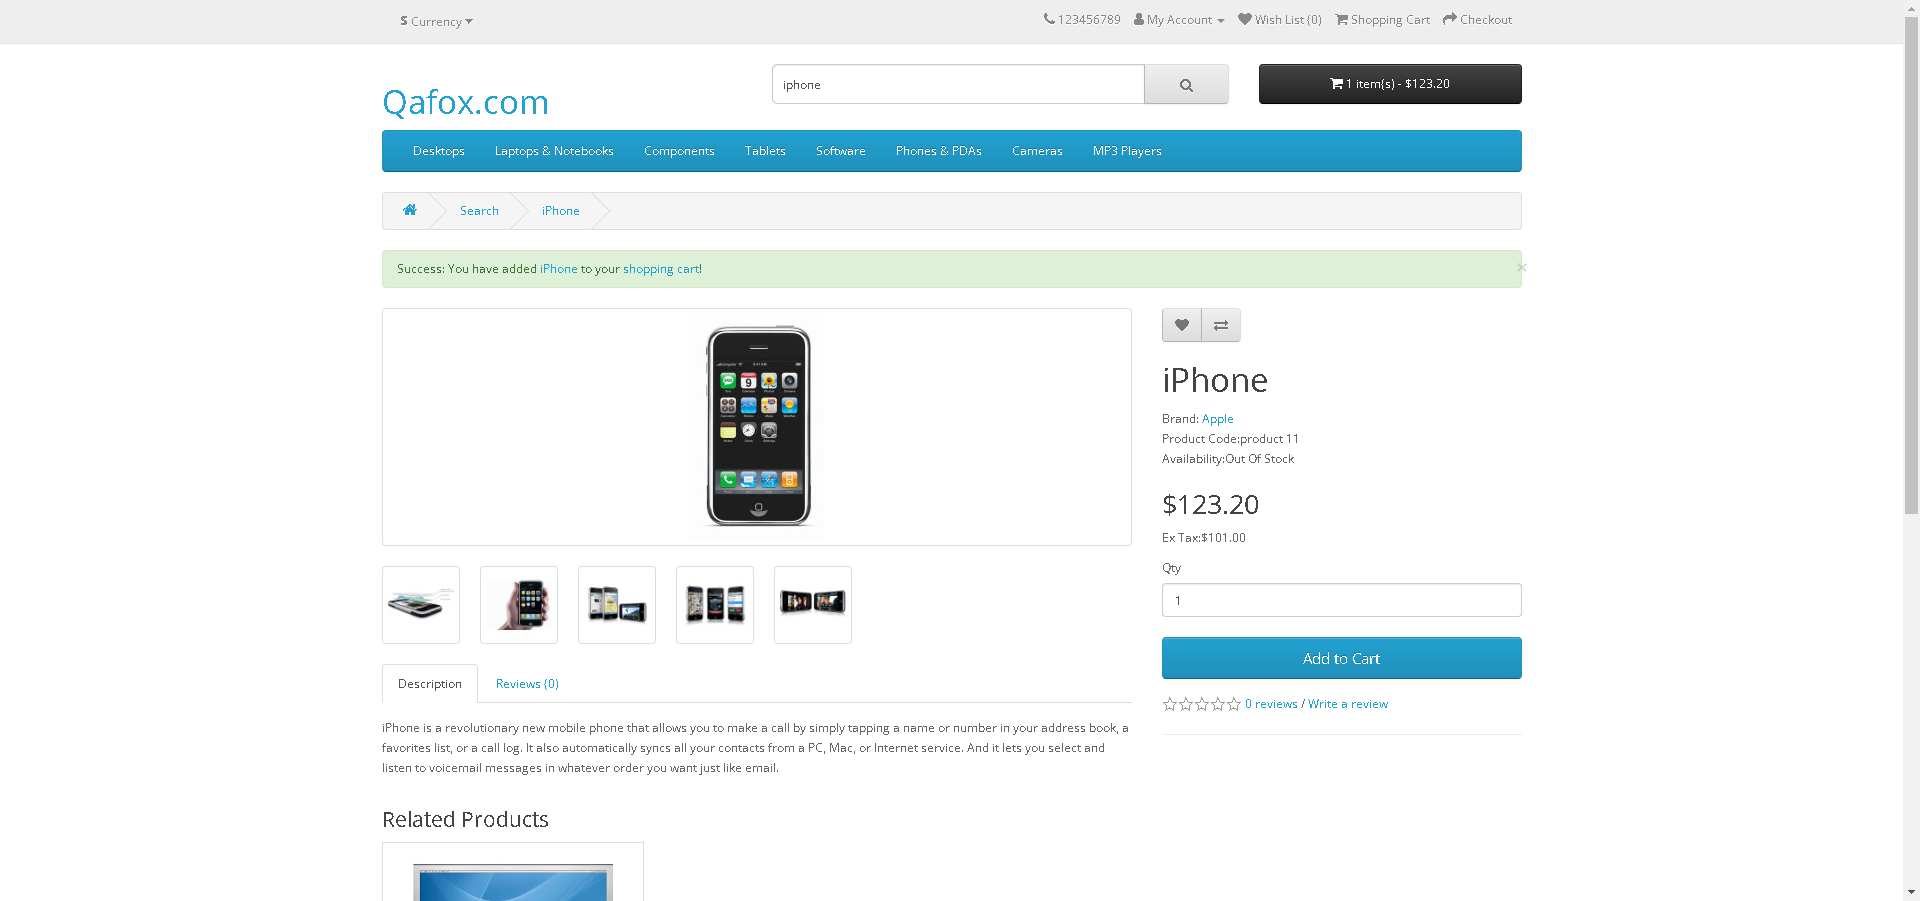 $ Currency
123456789 My Account Wish List (0) Shopping Cart Checkout
Qafox.com
iphone
1 item(s) - $123.20
Desktops Laptops & Notebooks Components Tablets Software Phones & PDAs Cameras MP3 Players
Search iPhone
Success: You have added iPhone to your shopping cart!
×
iPhone
Brand: Apple
Product Code:product 11
Availability:Out Of Stock
$123.20
Ex Tax:$101.00
Qty
1
Add to Cart
0 reviews / Write a review
Description Reviews (0)
iPhone is a revolutionary new mobile phone that allows you to make a call by simply tapping a name or number in your address book, a
favorites list, or a call log. It also automatically syncs all your contacts from a PC, Mac, or Internet service. And it lets you select and
listen to voicemail messages in whatever order you want just like email.
Related Products